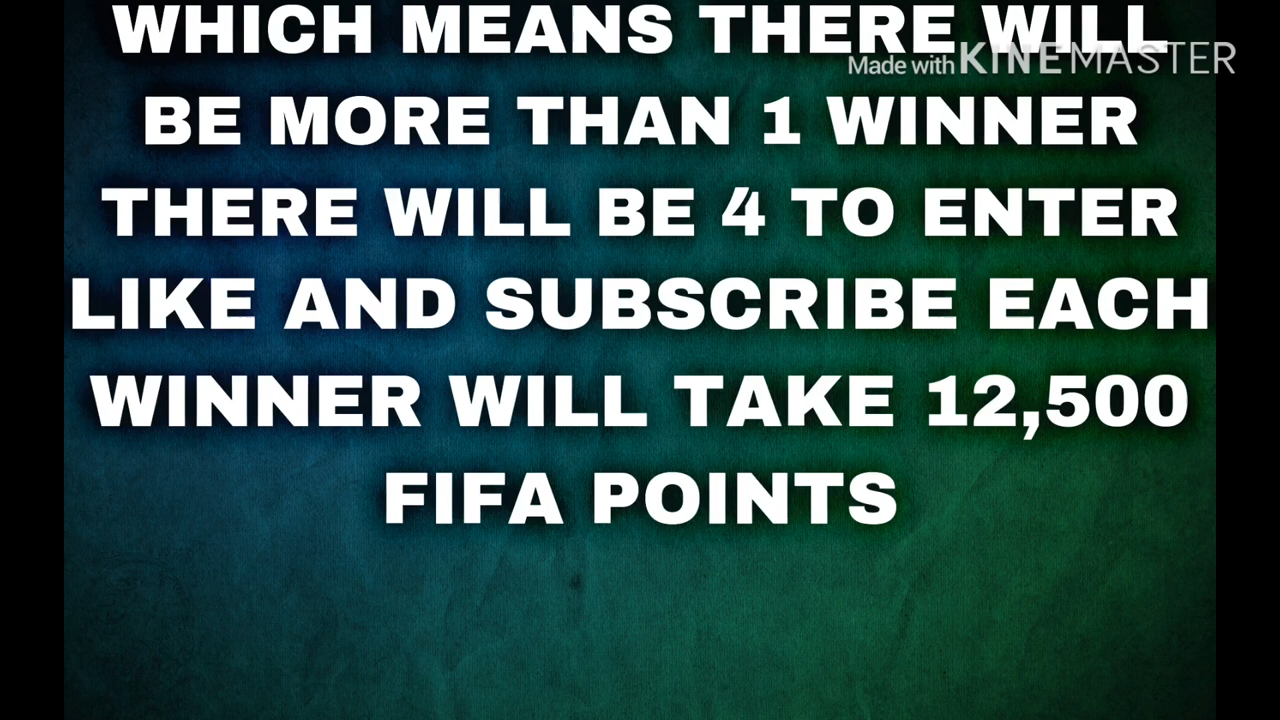 WHICH MEANS THERE WILL
Made with KINEMASTER
BE MORE THAN 1 WINNER
THERE WILL BE 4 TO ENTER
LIKE AND SUBSCRIBE EACH
WINNER WILL TAKE 12,500
FIFA POINTS